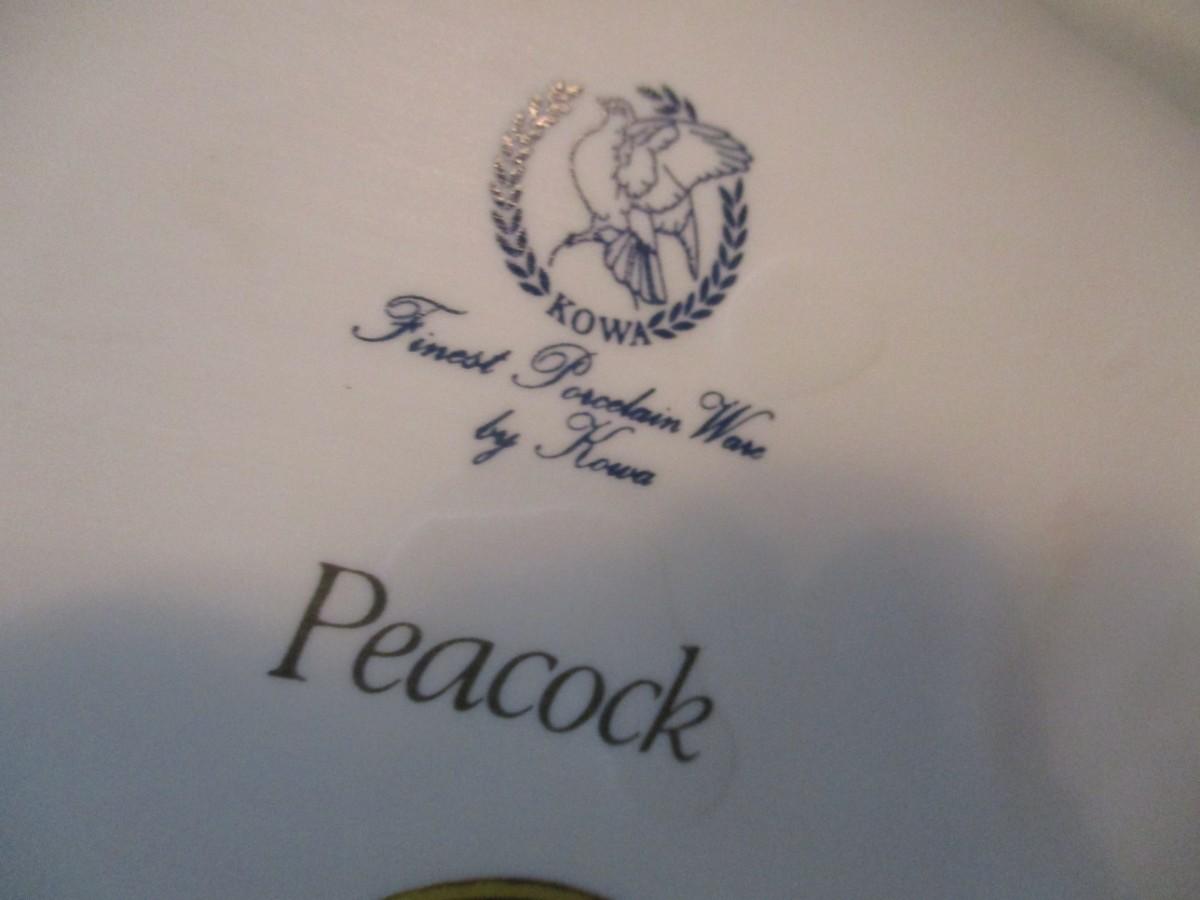 KOWA
Finest Porcelain Ware
by Kowa
Peacock